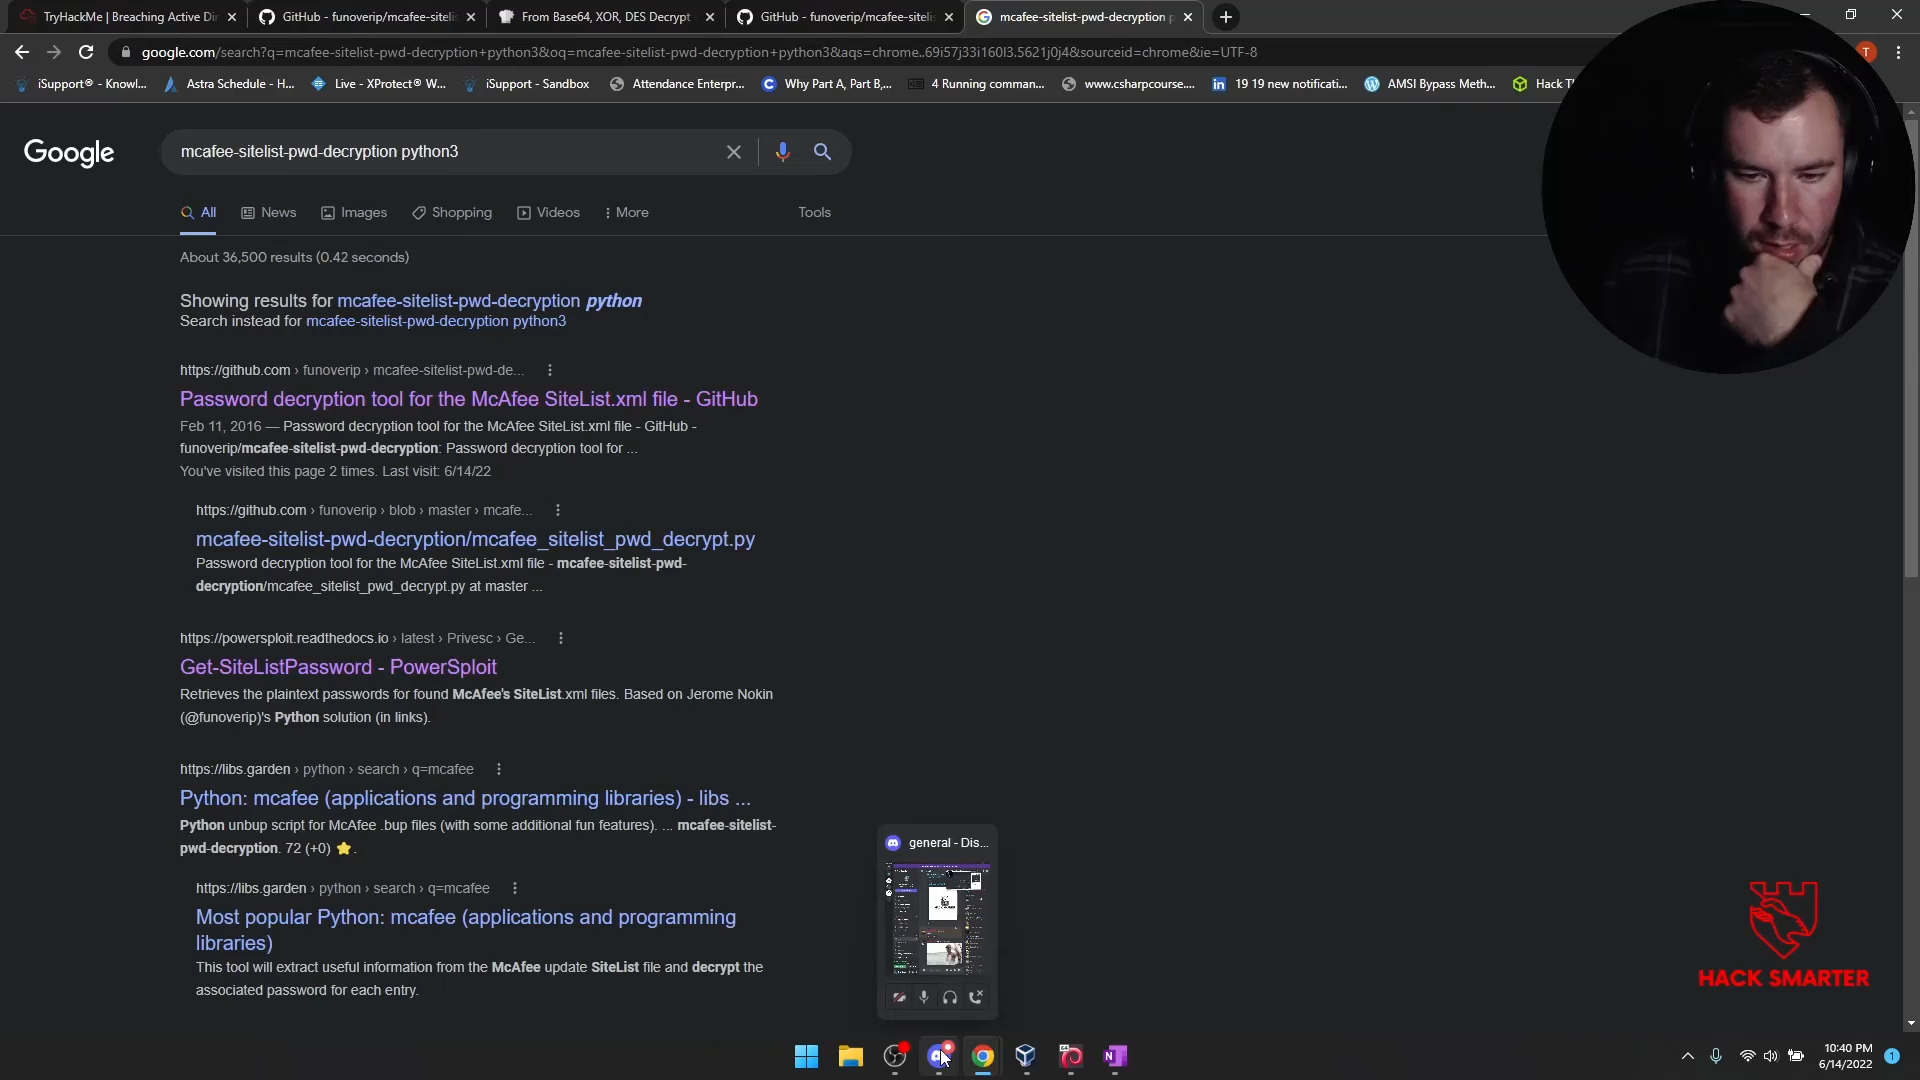 TryHackMe | Breaching Active Dir
GitHub - funoverip/mcafee-sitelis
From Base64, XOR, DES Decrypt
GitHub - funoverip/mcafee-sitelis
mcafee-sitelist-pwd-decryption p
google.com/search?q=mcafee-sitelist-pwd-decryption+python3&oq=mcafee-sitelist-pwd-decryption+python3&aqs=chrome..69i57j33i160l3.5621j0j4&sourceid=chrome&ie=UTF-8
T
iSupport® - Knowl...
Astra Schedule - H...
Live - XProtect® W...
iSupport - Sandbox
Attendance Enterpr...
Why Part A, Part B,...
4 Running comman...
www.csharpcourse....
19 19 new notificati...
AMSI Bypass Meth...
Hack T
Google
mcafee-sitelist-pwd-decryption python3
All
News
Images
Shopping
Videos
More
Tools
About 36,500 results (0.42 seconds)
Showing results for mcafee-sitelist-pwd-decryption python
Search instead for mcafee-sitelist-pwd-decryption python3
https://github.com › funoverip › mcafee-sitelist-pwd-de...
Password decryption tool for the McAfee SiteList.xml file - GitHub
Feb 11, 2016 — Password decryption tool for the McAfee SiteList.xml file - GitHub -
funoverip/mcafee-sitelist-pwd-decryption: Password decryption tool for ...
You've visited this page 2 times. Last visit: 6/14/22
https://github.com › funoverip › blob › master › mcafe...
mcafee-sitelist-pwd-decryption/mcafee_sitelist_pwd_decrypt.py
Password decryption tool for the McAfee SiteList.xml file - mcafee-sitelist-pwd-
decryption/mcafee_sitelist_pwd_decrypt.py at master ...
https://powersploit.readthedocs.io › latest › Privesc › Ge...
Get-SiteListPassword - PowerSploit
Retrieves the plaintext passwords for found McAfee's SiteList.xml files. Based on Jerome Nokin
(@funoverip)'s Python solution (in links).
https://libs.garden › python › search › q=mcafee
Python: mcafee (applications and programming libraries) - libs ...
Python unbup script for McAfee .bup files (with some additional fun features). ... mcafee-sitelist-
pwd-decryption. 72 (+0) ⭐.
https://libs.garden › python › search › q=mcafee
Most popular Python: mcafee (applications and programming
libraries)
This tool will extract useful information from the McAfee update SiteList file and decrypt the
associated password for each entry.
general - Dis...
HACK SMARTER
10:40 PM
6/14/2022
1